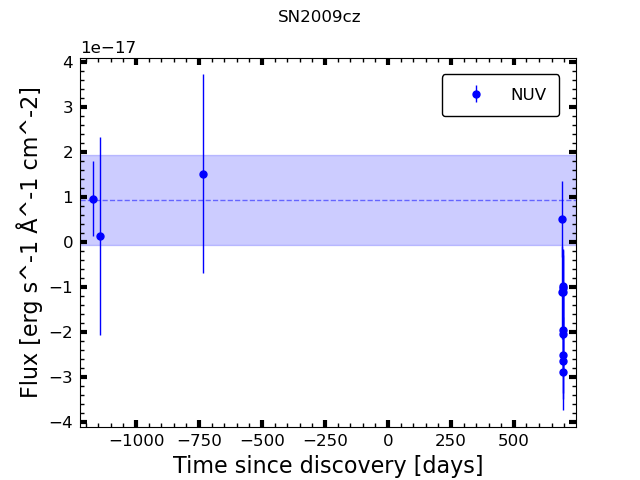 SN2009cz
1e−17
NUV
4
3
2
1
0
−1
−2
−3
−4
Flux [erg s^-1 Å^-1 cm^-2]
−1000 −750 −500 −250 0 250 500
Time since discovery [days]